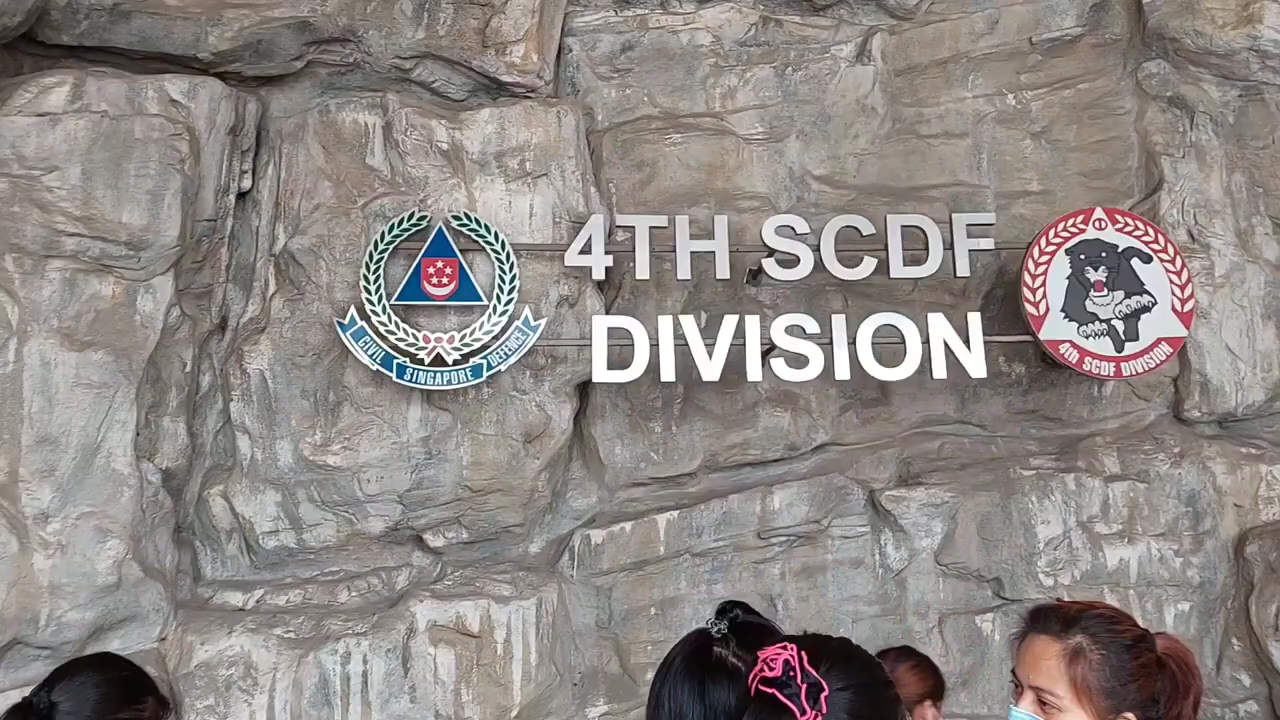 4TH SCDF
DIVISION
CIVIL
SINGAPORE
DEFENCE
4th SCDF DIVISION